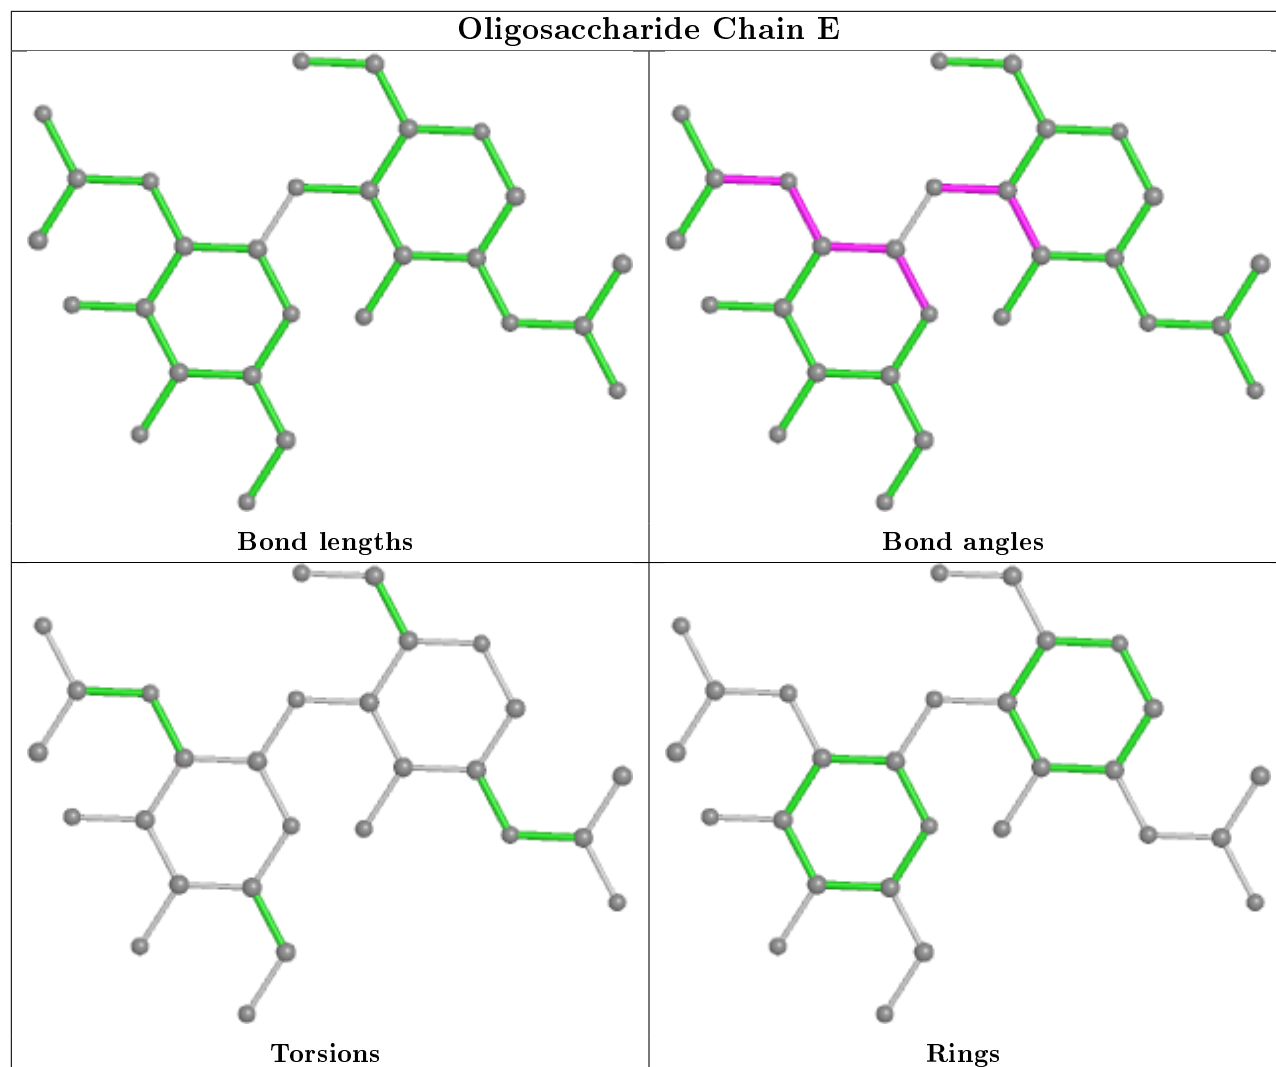 Oligosaccharide Chain E
Bond lengths
Bond angles
Torsions
Rings